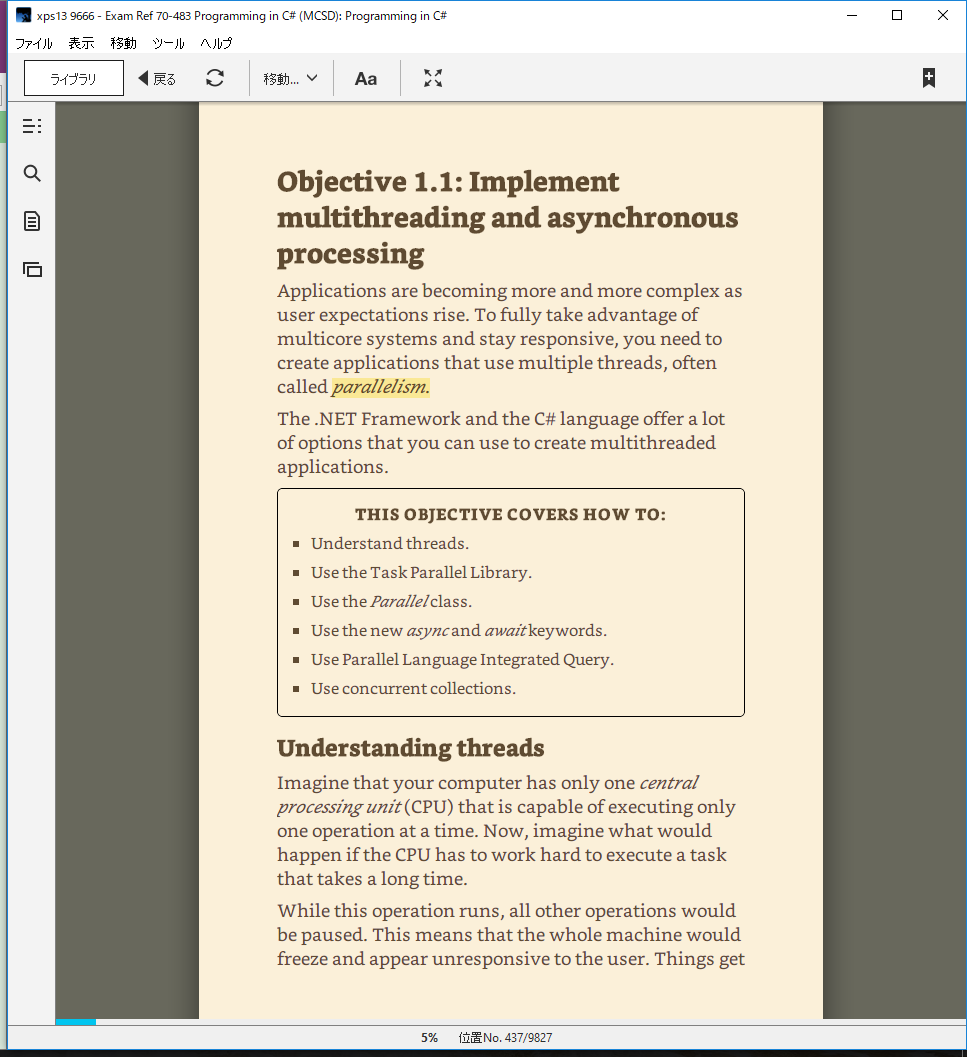 xps13 9666 - Exam Ref 70-483 Programming in C# (MCSD): Programming in C#
ファイル 表示 移動 ツール ヘルプ
ライブラリ 戻る 移動... Aa
Objective 1.1: Implement
multithreading and asynchronous
processing
Applications are becoming more and more complex as
user expectations rise. To fully take advantage of
multicore systems and stay responsive, you need to
create applications that use multiple threads, often
called parallelism.
The .NET Framework and the C# language offer a lot
of options that you can use to create multithreaded
applications.
THIS OBJECTIVE COVERS HOW TO:
▪ Understand threads.
▪ Use the Task Parallel Library.
▪ Use the Parallel class.
▪ Use the new async and await keywords.
▪ Use Parallel Language Integrated Query.
▪ Use concurrent collections.
Understanding threads
Imagine that your computer has only one central
processing unit (CPU) that is capable of executing only
one operation at a time. Now, imagine what would
happen if the CPU has to work hard to execute a task
that takes a long time.
While this operation runs, all other operations would
be paused. This means that the whole machine would
freeze and appear unresponsive to the user. Things get
5% 位置No. 437/9827